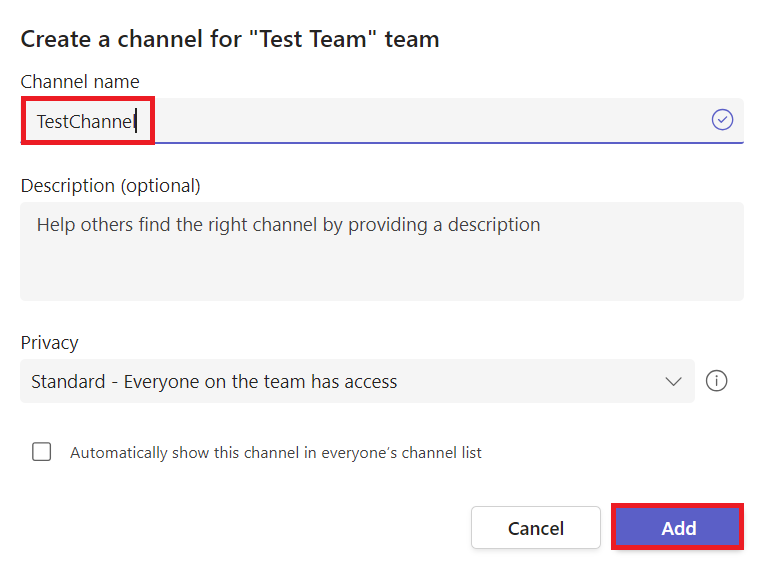 Create a channel for "Test Team" team
Channel name
TestChannel
Description (optional)
Help others find the right channel by providing a description
Privacy
Standard - Everyone on the team has access
Automatically show this channel in everyone's channel list
Cancel
Add